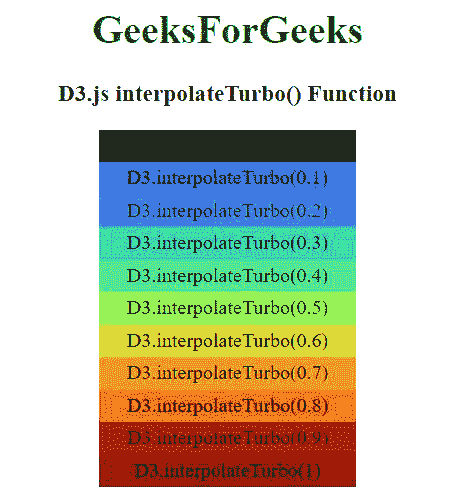 GeeksForGeeks
D3.js interpolateTurbo() Function
D3.interpolateTurbo(0.1)
D3.interpolateTurbo(0.2)
D3.interpolateTurbo(0.3)
D3.interpolateTurbo(0.4)
D3.interpolateTurbo(0.5)
D3.interpolateTurbo(0.6)
D3.interpolateTurbo(0.7)
D3.interpolateTurbo(0.8)
D3.interpolateTurbo(0.9)
D3.interpolateTurbo(1)